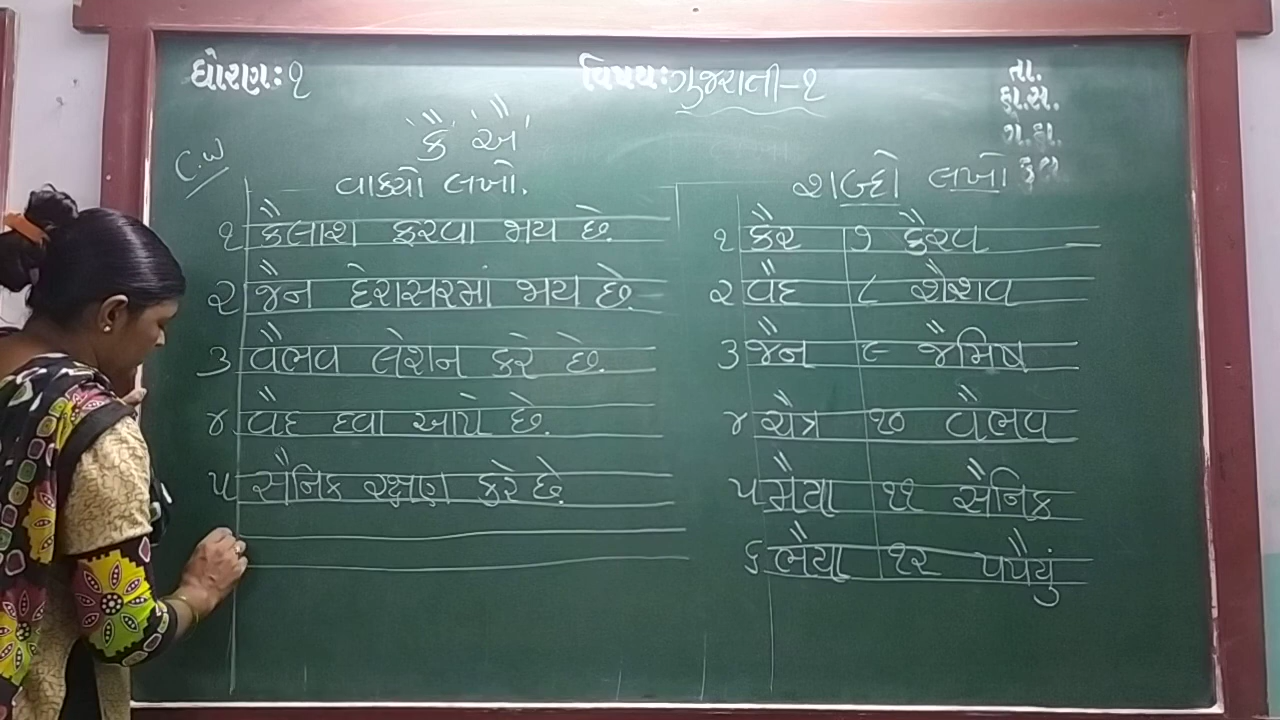 ધોરણઃ ૧
વિષયઃ ગુજરાતી-૧
તા.
ફા.સ.
ગે.હા.
કુલ
C.W
'કૈ' 'ઐ'
વાક્યો લખો.
૧ કૈલાશ ફરવા જાય છે.
૨ જૈન દેરાસરમાં જાય છે.
૩ વૈભવ લેશન કરે છે.
૪ વૈદ દવા આપે છે.
૫ સૈનિક રક્ષણ કરે છે.
શબ્દો લખો
૧ કૈર ૭ કૈરવ
૨ વૈદ ૮ શૈશવ
૩ જૈન ૯ જૈમિષ
૪ ચૈત્ર ૧૦ વૈભવ
૫ મૈયા ૧૧ સૈનિક
૬ ભૈયા ૧૨ પપૈયું